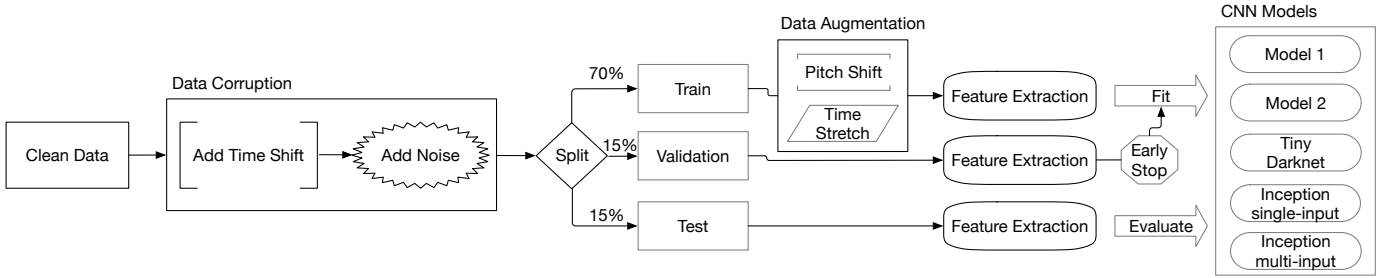 Clean Data
Data Corruption
Add Time Shift
Add Noise
Split
70%
15%
15%
Train
Validation
Test
Data Augmentation
Pitch Shift
Time
Stretch
Feature Extraction
Feature Extraction
Feature Extraction
Fit
Early
Stop
Evaluate
CNN Models
Model 1
Model 2
Tiny
Darknet
Inception
single-input
Inception
multi-input